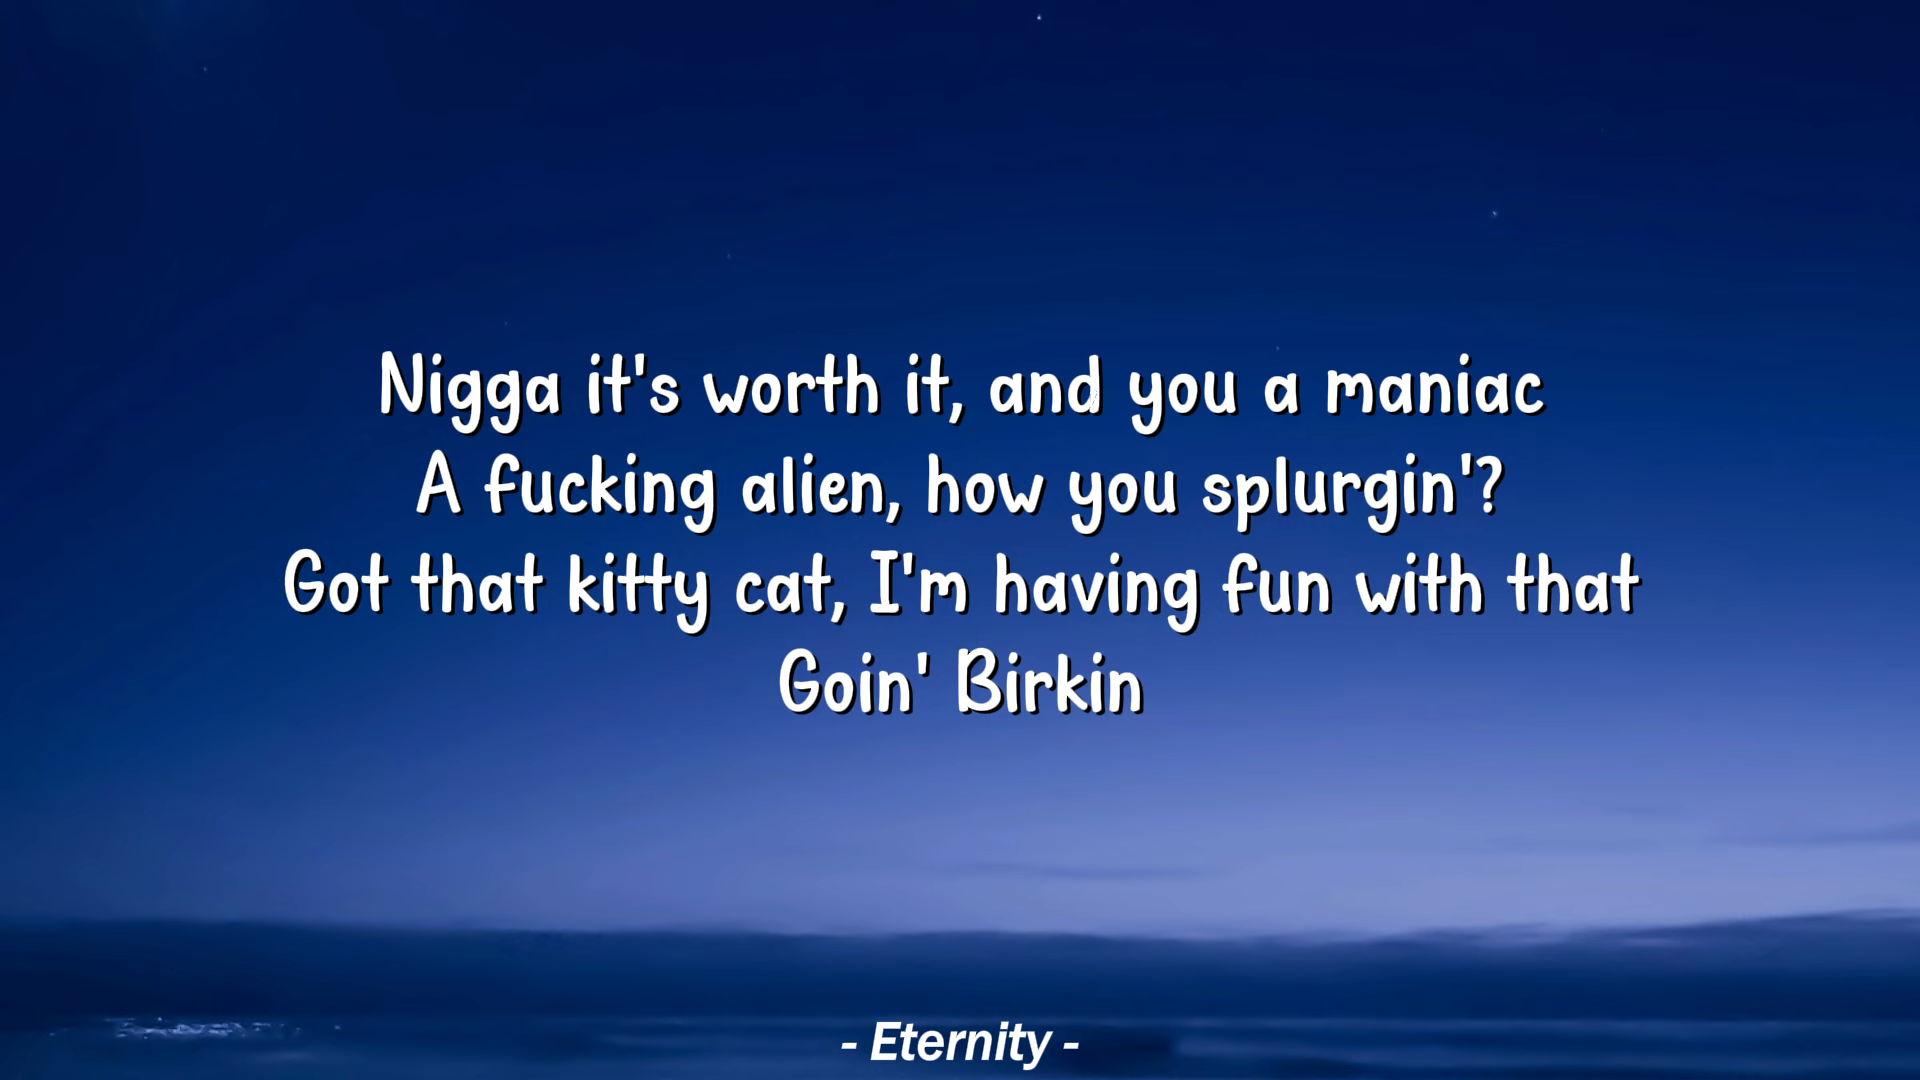 Nigga it's worth it, and you a maniac
A fucking alien, how you splurgin'?
Got that kitty cat, I'm having fun with that
Goin' Birkin
- Eternity -